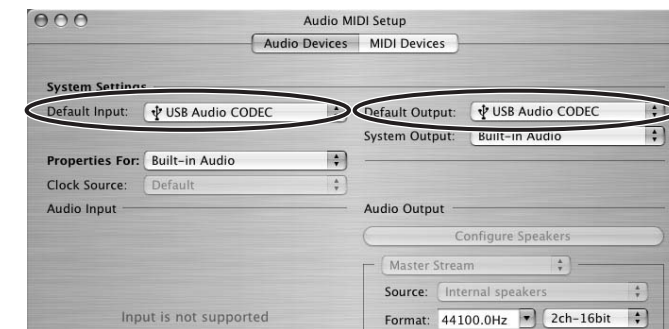 Audio MIDI Setup
Audio Devices MIDI Devices
System Settings
Default Input: USB Audio CODEC
Default Output: USB Audio CODEC
System Output: Built-in Audio
Properties For: Built-in Audio
Clock Source: Default
Audio Input
Input is not supported
Audio Output
Configure Speakers
Master Stream
Source: Internal speakers
Format: 44100.0Hz 2ch-16bit